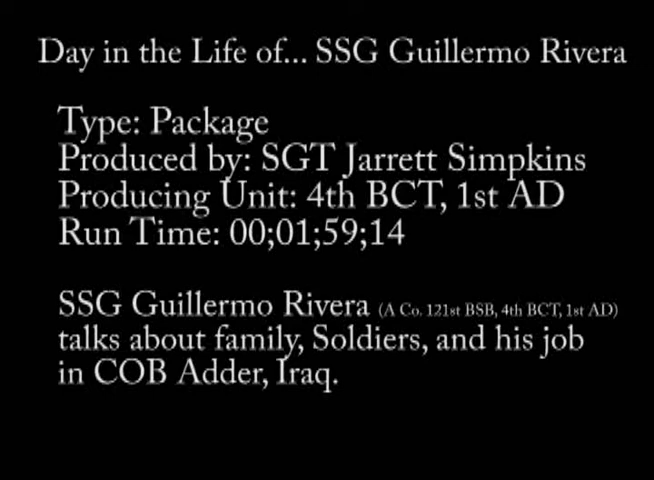 Day in the Life of... SSG Guillermo Rivera
Type: Package
Produced by: SGT Jarrett Simpkins
Producing Unit: 4th BCT, 1st AD
Run Time: 00;01;59;14
SSG Guillermo Rivera (A Co. 121st BSB, 4th BCT, 1st AD)
talks about family, Soldiers, and his job
in COB Adder, Iraq.